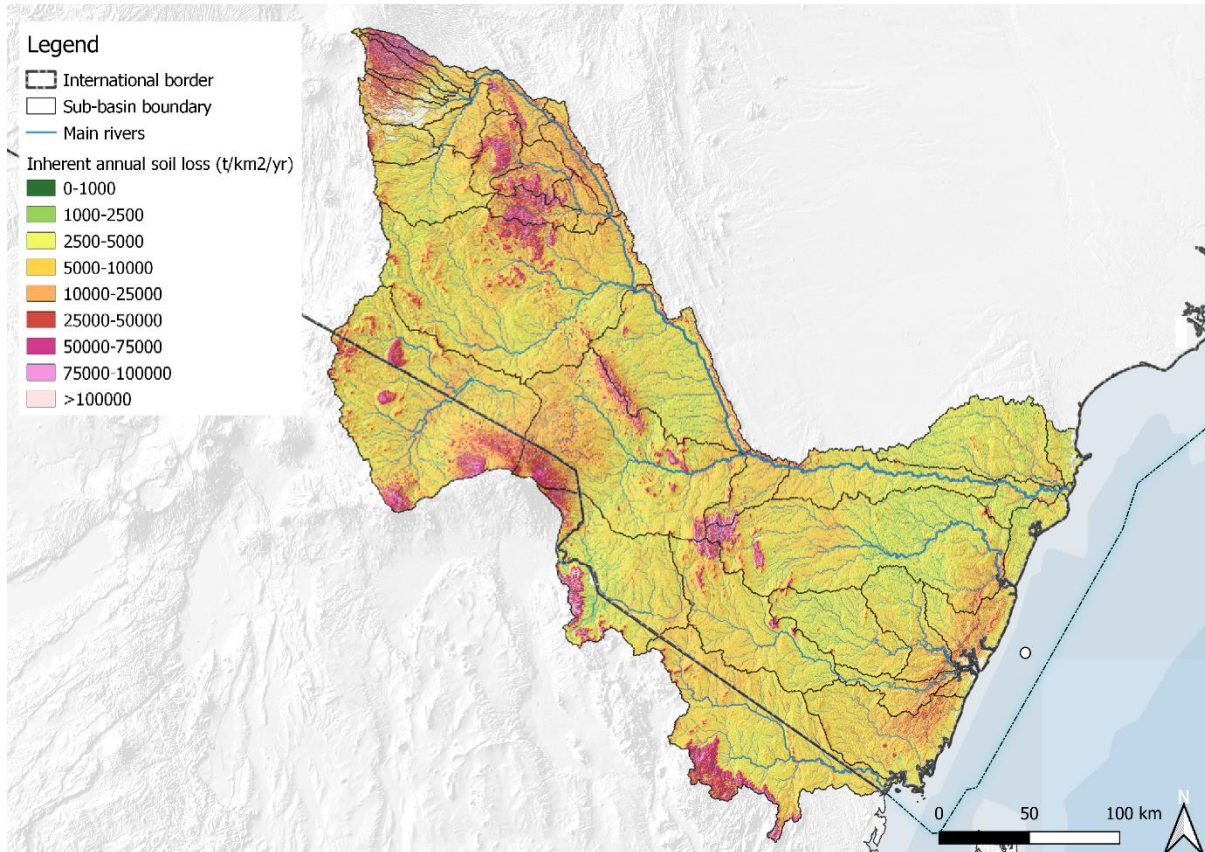 Legend
International border
Sub-basin boundary
Main rivers
Inherent annual soil loss (t/km2/yr)
0-1000
1000-2500
2500-5000
5000-10000
10000-25000
25000-50000
50000-75000
75000-100000
>100000
N
0 50 100 km